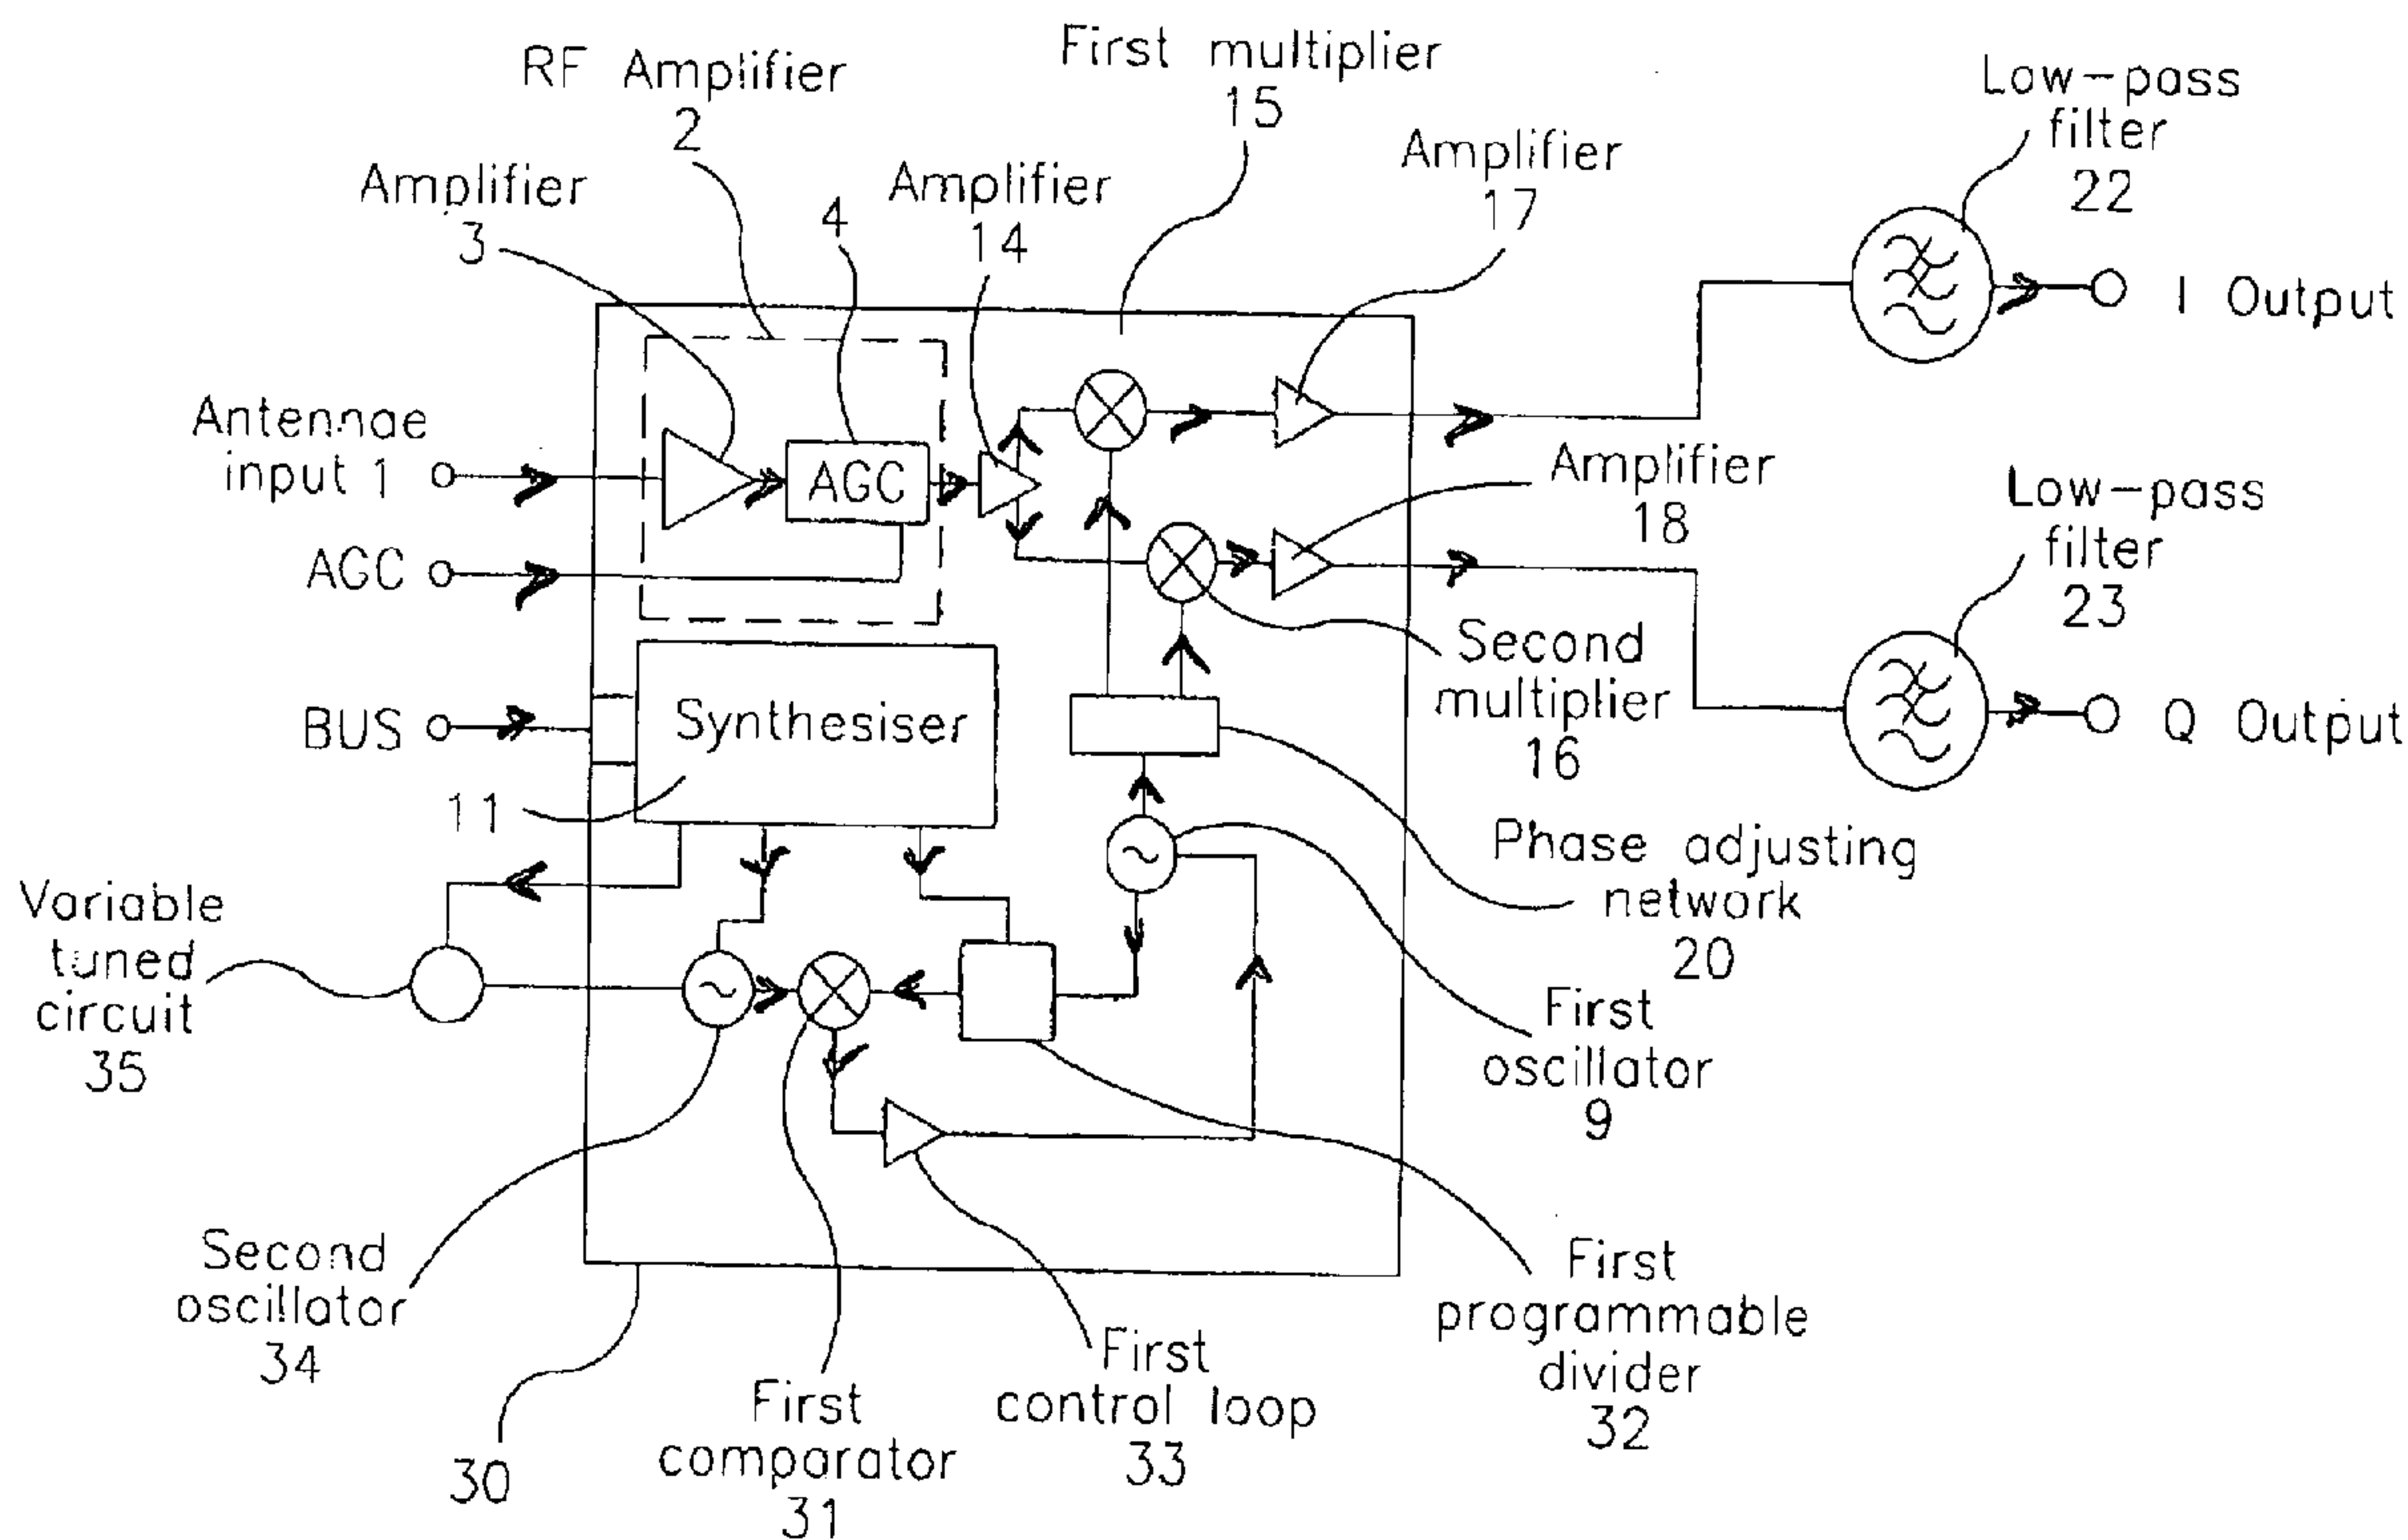 First multiplier
15
RF Amplifier
2
Low-pass
filter
22
Amplifier
17
Amplifier
3
4
Amplifier
14
I Output
Antennae
input 1
AGC
Amplifier
18
Low-pass
filter
23
AGC
Second
multiplier
16
BUS
Synthesiser
Q Output
11
Phase adjusting
network
20
Variable
tuned
circuit
35
First
oscillator
9
Second
oscillator
34
First
programmable
divider
32
First
control loop
33
First
comparator
31
30